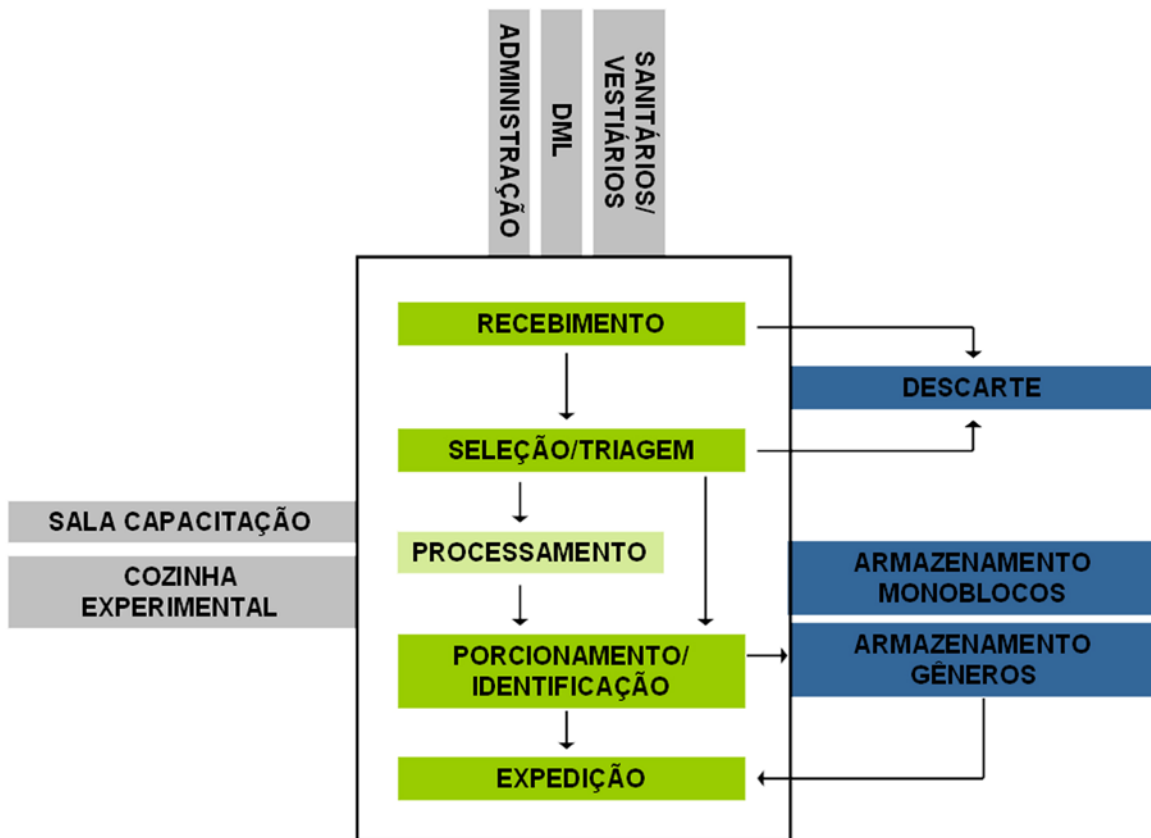 ADMINISTRAÇÃO
DML
SANITÁRIOS/
VESTIÁRIOS
RECEBIMENTO
DESCARTE
SELEÇÃO/TRIAGEM
SALA CAPACITAÇÃO
PROCESSAMENTO
COZINHA
EXPERIMENTAL
ARMAZENAMENTO
MONOBLOCOS
PORCIONAMENTO/
IDENTIFICAÇÃO
ARMAZENAMENTO
GÊNEROS
EXPEDIÇÃO